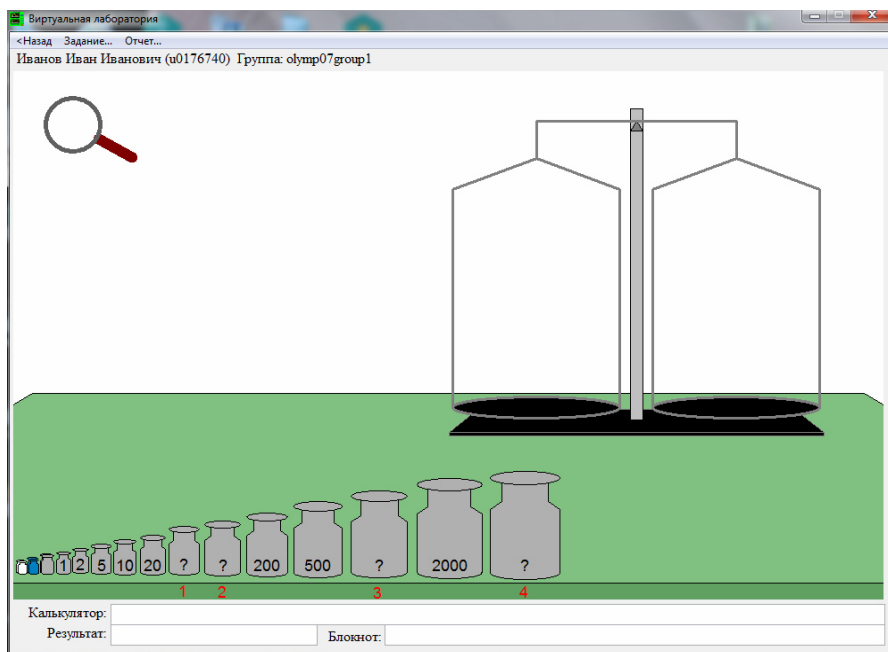 Виртуальная лаборатория
<Назад Задание... Отчет...
Иванов Иван Иванович (u0176740) Группа: olymp07group1
1 2 5 10 20 ? ? 200 500 ? 2000 ?
1 2 3 4
Калькулятор:
Результат: Блокнот: